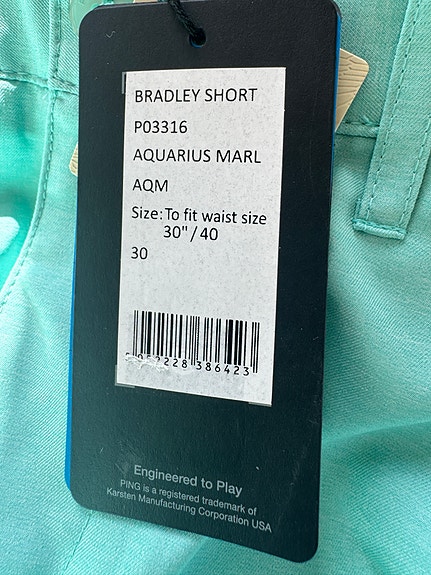 BRADLEY SHORT
P03316
AQUARIUS MARL
AQM
Size: To fit waist size
30" / 40
30
386423
Engineered to Play
PING is a registered trademark of
Karsten Manufacturing Corporation USA